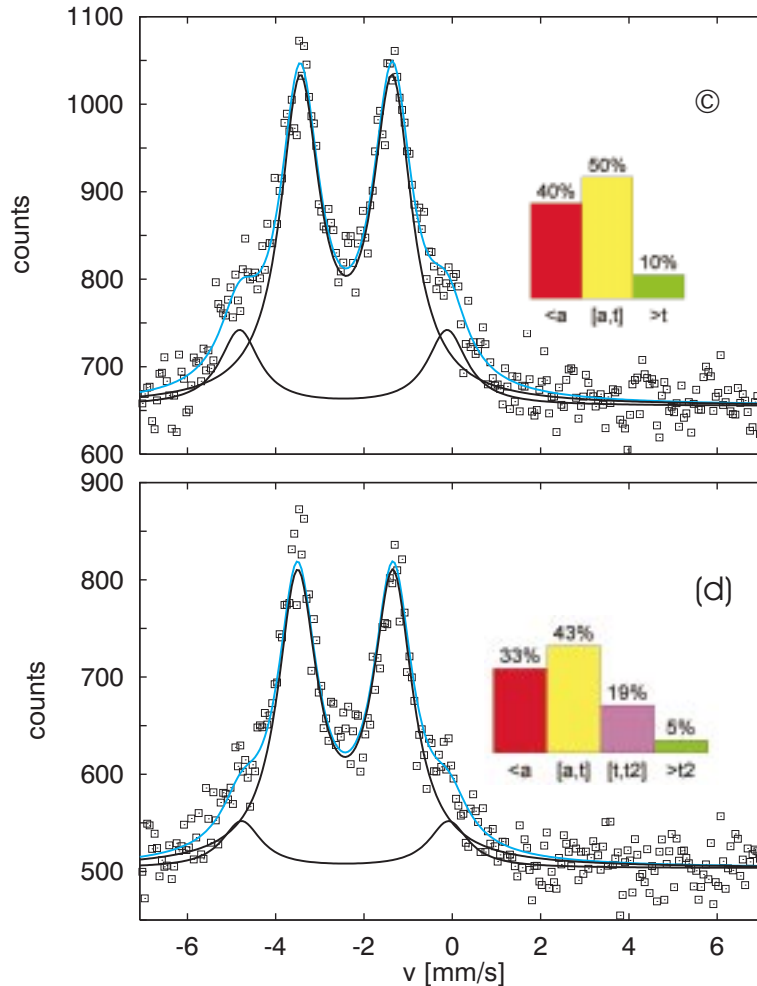 1100
1000
900
800
700
600
counts
©
40%
50%
10%
<a
[a,t]
>t
900
800
700
600
500
counts
(d)
33%
43%
19%
5%
<a
[a,t]
[t,t2]
>t2
-6
-4
-2
0
2
4
6
v [mm/s]